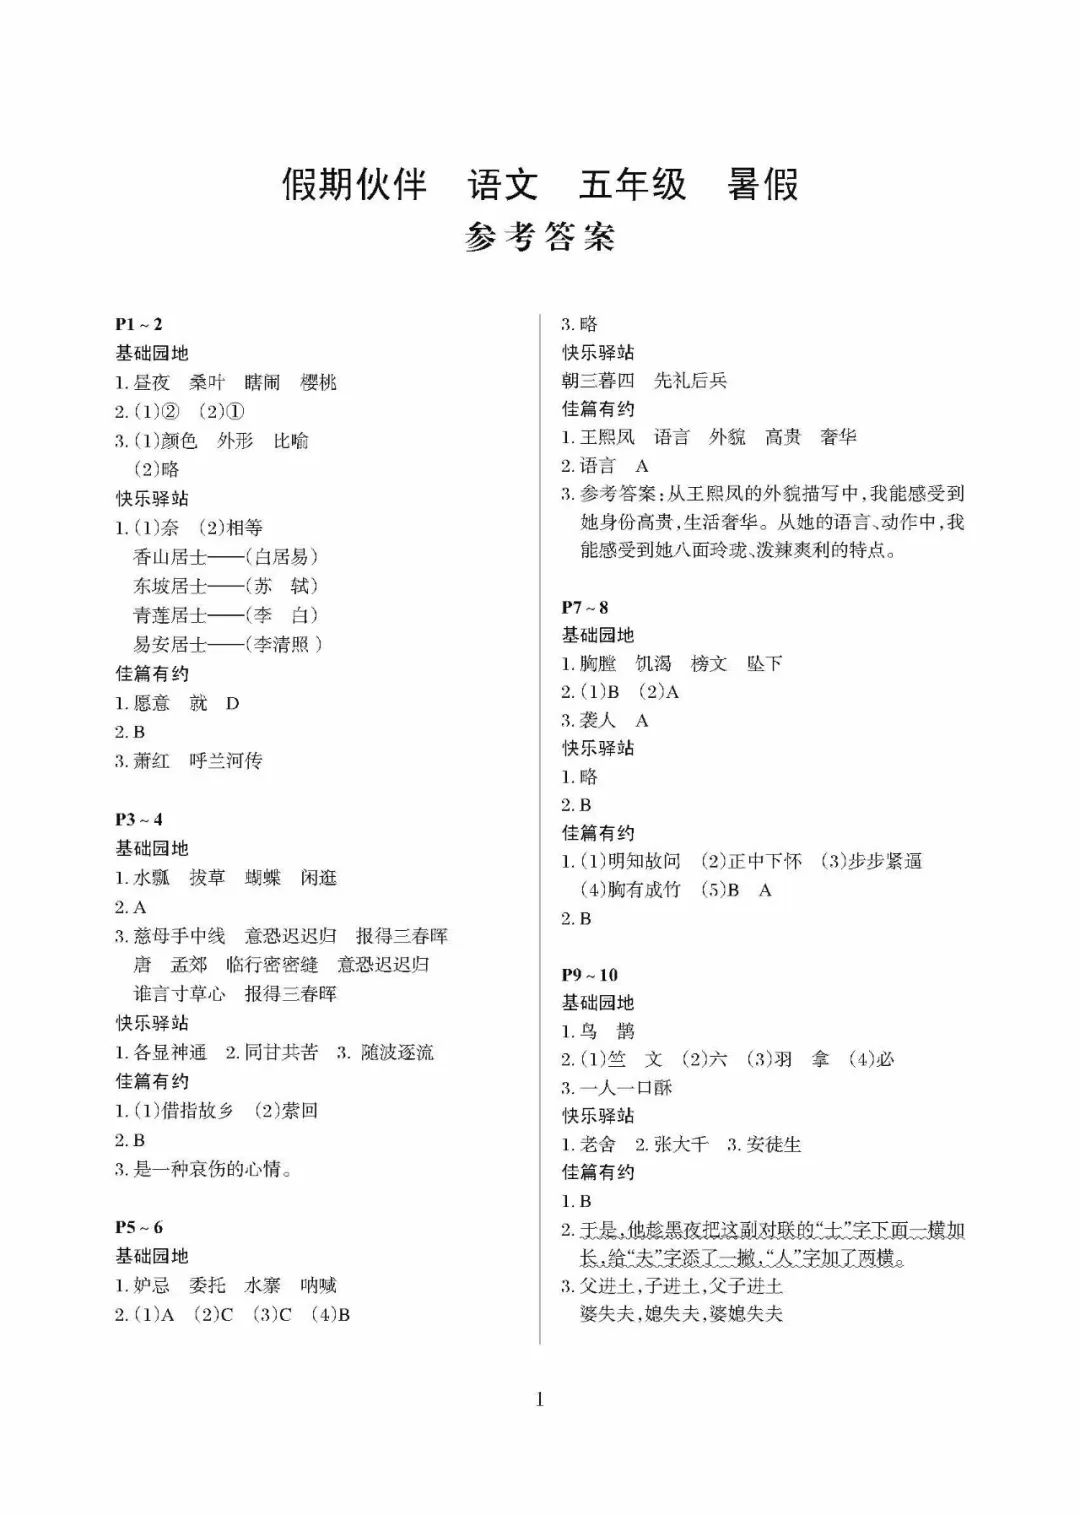 假期伙伴　语文　五年级　暑假
参考答案
P1～2
基础园地
1. 昼夜　桑叶　瞎闹　樱桃
2. (1)②　(2)①
3. (1)颜色　外形　比喻
(2)略
快乐驿站
1. (1)奈　(2)相等
香山居士——(白居易)
东坡居士——(苏　轼)
青莲居士——(李　白)
易安居士——(李清照 )
佳篇有约
1. 愿意　就　D
2. B
3. 萧红　呼兰河传
P3～4
基础园地
1. 水瓢　拔草　蝴蝶　闲逛
2. A
3. 慈母手中线　意恐迟迟归　报得三春晖
唐　孟郊　临行密密缝　意恐迟迟归
谁言寸草心　报得三春晖
快乐驿站
1. 各显神通　2. 同甘共苦　3. 随波逐流
佳篇有约
1. (1)借指故乡　(2)萦回
2. B
3. 是一种哀伤的心情。
P5～6
基础园地
1. 妒忌　委托　水寨　呐喊
2. (1)A　(2)C　(3)C　(4)B
3. 略
快乐驿站
朝三暮四　先礼后兵
佳篇有约
1. 王熙凤　语言　外貌　高贵　奢华
2. 语言　A
3. 参考答案:从王熙凤的外貌描写中,我能感受到
她身份高贵,生活奢华。从她的语言、动作中,我
能感受到她八面玲珑、泼辣爽利的特点。
P7～8
基础园地
1. 胸膛　饥渴　榜文　坠下
2. (1)B　(2)A
3. 袭人　A
快乐驿站
1. 略
2. B
佳篇有约
1. (1)明知故问　(2)正中下怀　(3)步步紧逼
(4)胸有成竹　(5)B　A
2. B
P9～10
基础园地
1. 鸟　鹊
2. (1)竺　文　(2)六　(3)羽　拿　(4)必
3. 一人一口酥
快乐驿站
1. 老舍　2. 张大千　3. 安徒生
佳篇有约
1. B
2. 于是,他趁黑夜把这副对联的“士”字下面一横加
长,给“夫”字添了一撇,“人”字加了两横。
3. 父进土,子进土,父子进土
婆失夫,媳失夫,婆媳失夫
1